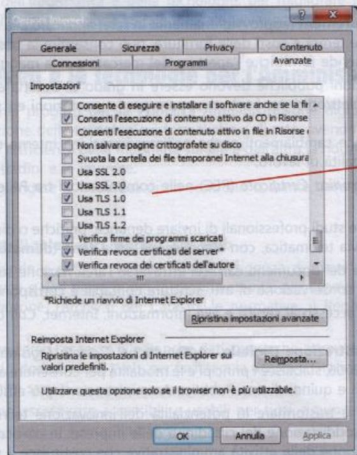 Opzioni Internet
Generale Sicurezza Privacy Contenuto
Connessioni Programmi Avanzate
Impostazioni
Consente di eseguire e installare il software anche se la fir
Consenti l'esecuzione di contenuto attivo da CD in Risorse
Consenti l'esecuzione di contenuto attivo in file in Risorse
Non salvare pagine crittografate su disco
Svuota la cartella dei file temporanei Internet alla chiusura
Usa SSL 2.0
Usa SSL 3.0
Usa TLS 1.0
Usa TLS 1.1
Usa TLS 1.2
Verifica firme dei programmi scaricati
Verifica revoca certificati del server*
Verifica revoca dei certificati dell'autore
*Richiede un riavvio di Internet Explorer
Ripristina impostazioni avanzate
Reimposta Internet Explorer
Ripristina le impostazioni di Internet Explorer sui
valori predefiniti.
Reimposta...
Utilizzare questa opzione solo se il browser non è più
utilizzabile.
OK Annulla Applica